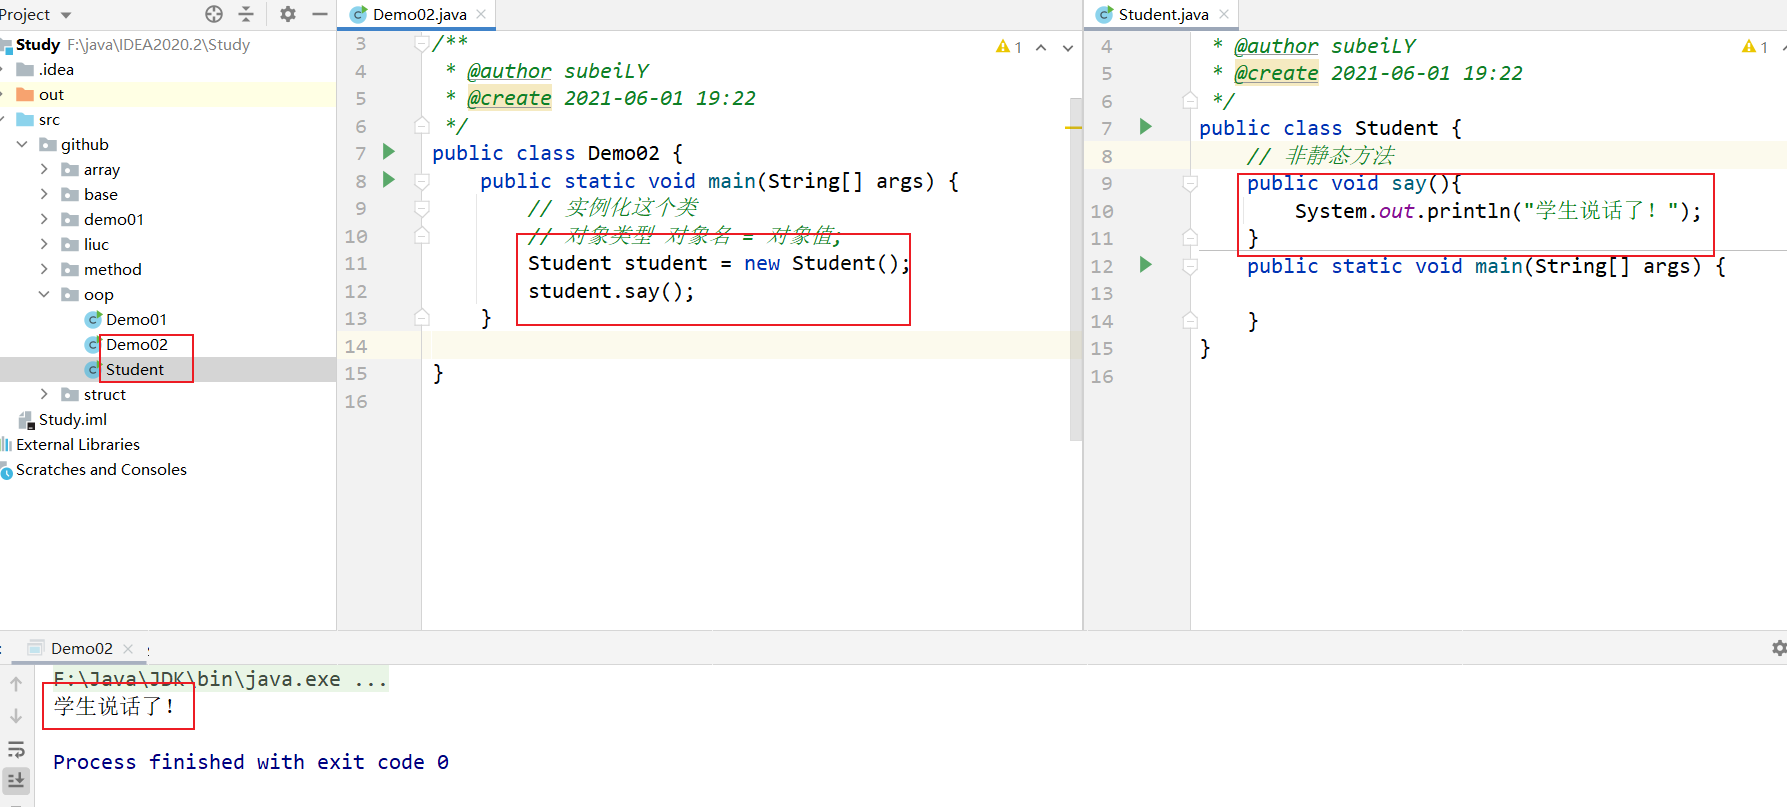 Project
Study F:\java\IDEA2020.2\Study
.idea
out
src
github
array
base
demo01
liuc
method
oop
Demo01
Demo02
Student
struct
Study.iml
External Libraries
Scratches and Consoles
Demo02.java
1
3 /**
4 * @author subeiLY
5 * @create 2021-06-01 19:22
6 */
7 public class Demo02 {
8 public static void main(String[] args) {
9 // 实例化这个类
10 // 对象类型 对象名 = 对象值;
11 Student student = new Student();
12 student.say();
13 }
14
15 }
16
Student.java
1
4 * @author subeiLY
5 * @create 2021-06-01 19:22
6 */
7 public class Student {
8 // 非静态方法
9 public void say(){
10 System.out.println("学生说话了！");
11 }
12 public static void main(String[] args) {
13
14 }
15 }
16
Demo02
F:\Java\JDK\bin\java.exe ...
学生说话了！
Process finished with exit code 0